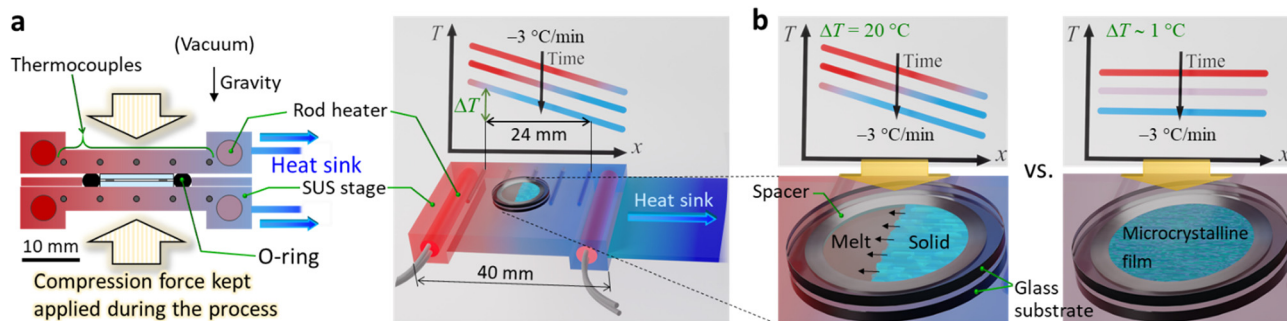 a
(Vacuum)
Gravity
Thermocouples
Rod heater
Heat sink
SUS stage
O-ring
10 mm
Compression force kept
applied during the process
T
−3 °C/min
Time
ΔT
24 mm
x
Heat sink
40 mm
b
T
ΔT = 20 °C
Time
−3 °C/min
x
Spacer
Melt
Solid
Glass
substrate
vs.
T
ΔT ~ 1 °C
Time
−3 °C/min
x
Microcrystalline
film